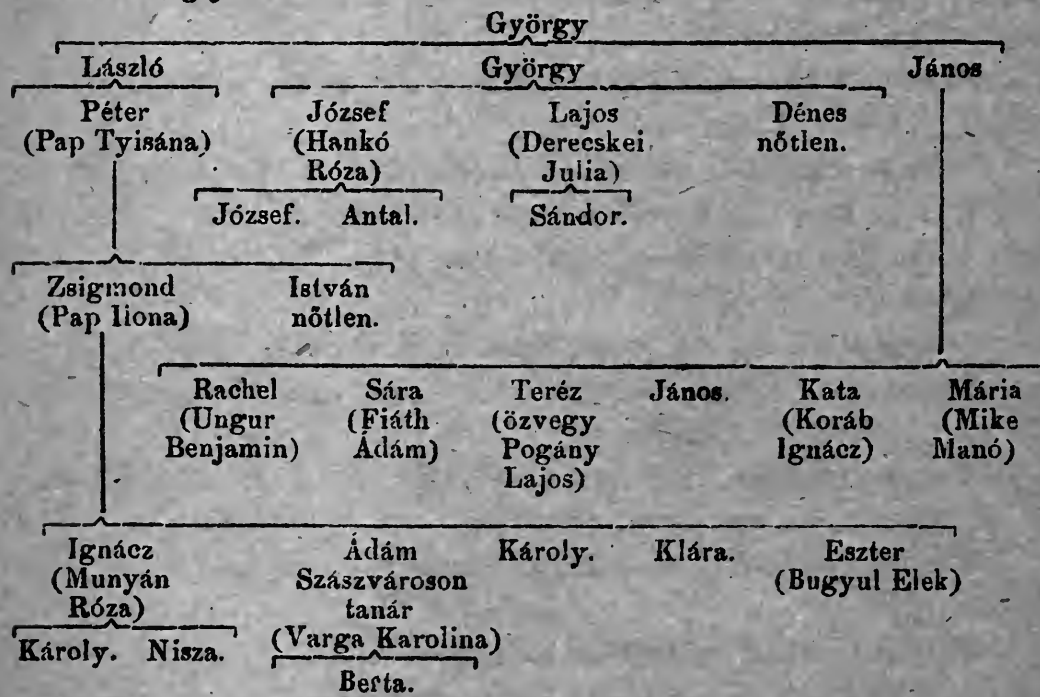 György
László György János
Péter József Lajos Dénes
(Pap Tyisána) (Hankó (Derecskei nőtlen.
Róza) Julia)
József. Antal. Sándor.
Zsigmond István
(Pap Iiona) nőtlen.
Rachel Sára Teréz János. Kata Mária
(Ungur (Fiáth (özvegy (Koráb (Mike
Benjamin) Ádám) Pogány Ignácz) Manó)
Lajos)
Ignácz Ádám Károly. Klára. Eszter
(Munyán Szászvároson (Bugyul Elek)
Róza) tanár
(Varga Karolina)
Károly. Nisza.
Berta.